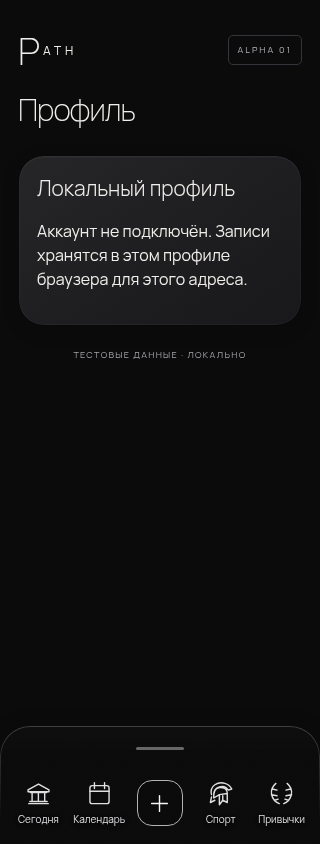 PATH
ALPHA 01
Профиль
Локальный профиль
Аккаунт не подключён. Записи
хранятся в этом профиле
браузера для этого адреса.
ТЕСТОВЫЕ ДАННЫЕ · ЛОКАЛЬНО
Сегодня
Календарь
Спорт
Привычки